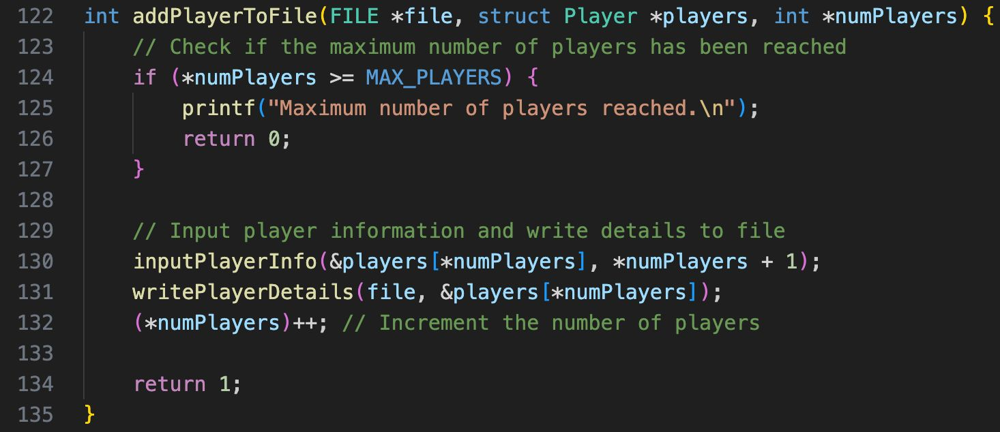 122 int addPlayerToFile(FILE *file, struct Player *players, int *numPlayers) {
123     // Check if the maximum number of players has been reached
124     if (*numPlayers >= MAX_PLAYERS) {
125         printf("Maximum number of players reached.\n");
126         return 0;
127     }
128
129     // Input player information and write details to file
130     inputPlayerInfo(&players[*numPlayers], *numPlayers + 1);
131     writePlayerDetails(file, &players[*numPlayers]);
132     (*numPlayers)++; // Increment the number of players
133
134     return 1;
135 }